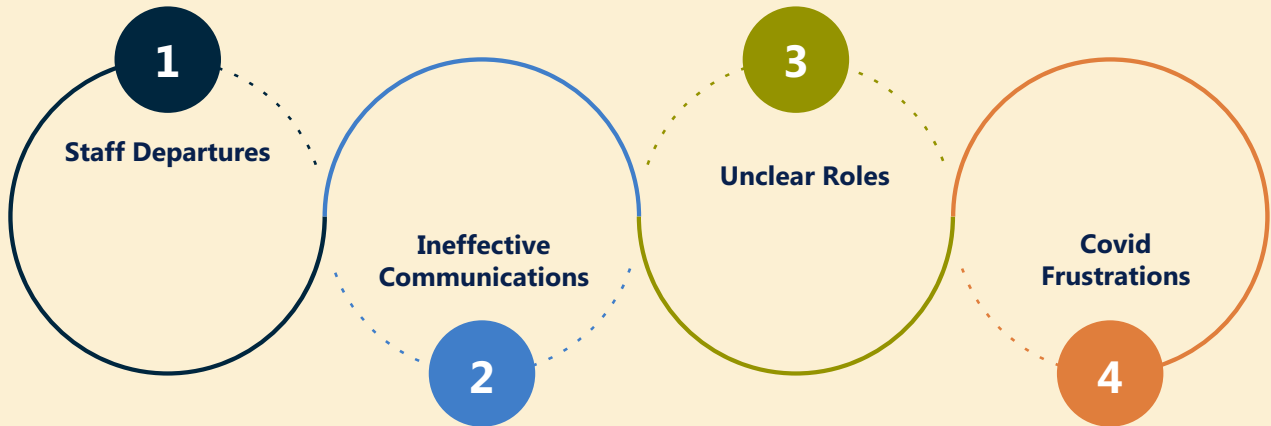 1
Staff Departures
Ineffective
Communications
2
3
Unclear Roles
Covid
Frustrations
4